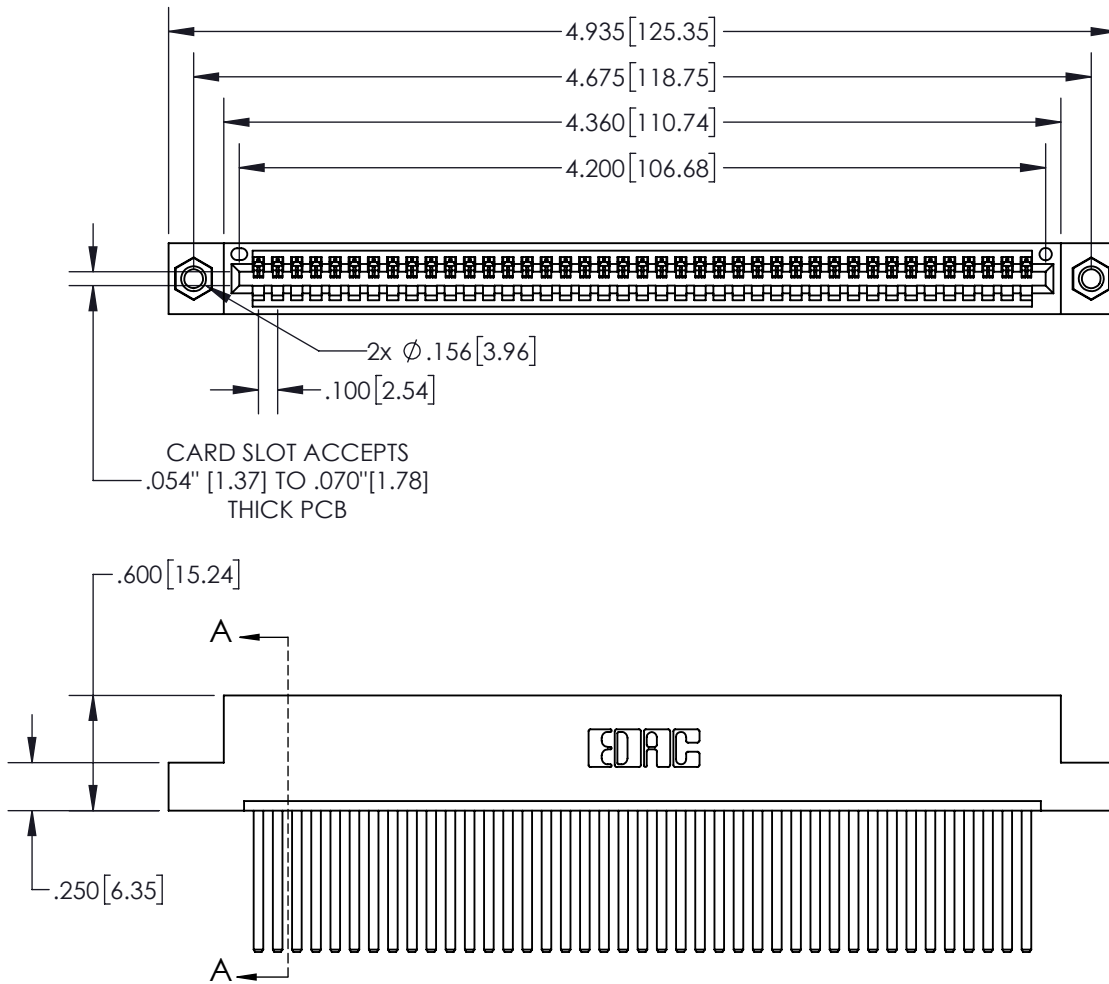 4.935[125.35]
4.675[118.75]
4.360[110.74]
4.200[106.68]
2x Ø.156[3.96]
.100[2.54]
CARD SLOT ACCEPTS
.054" [1.37] TO .070"[1.78]
THICK PCB
.600[15.24]
A
EDAC
.250[6.35]
A